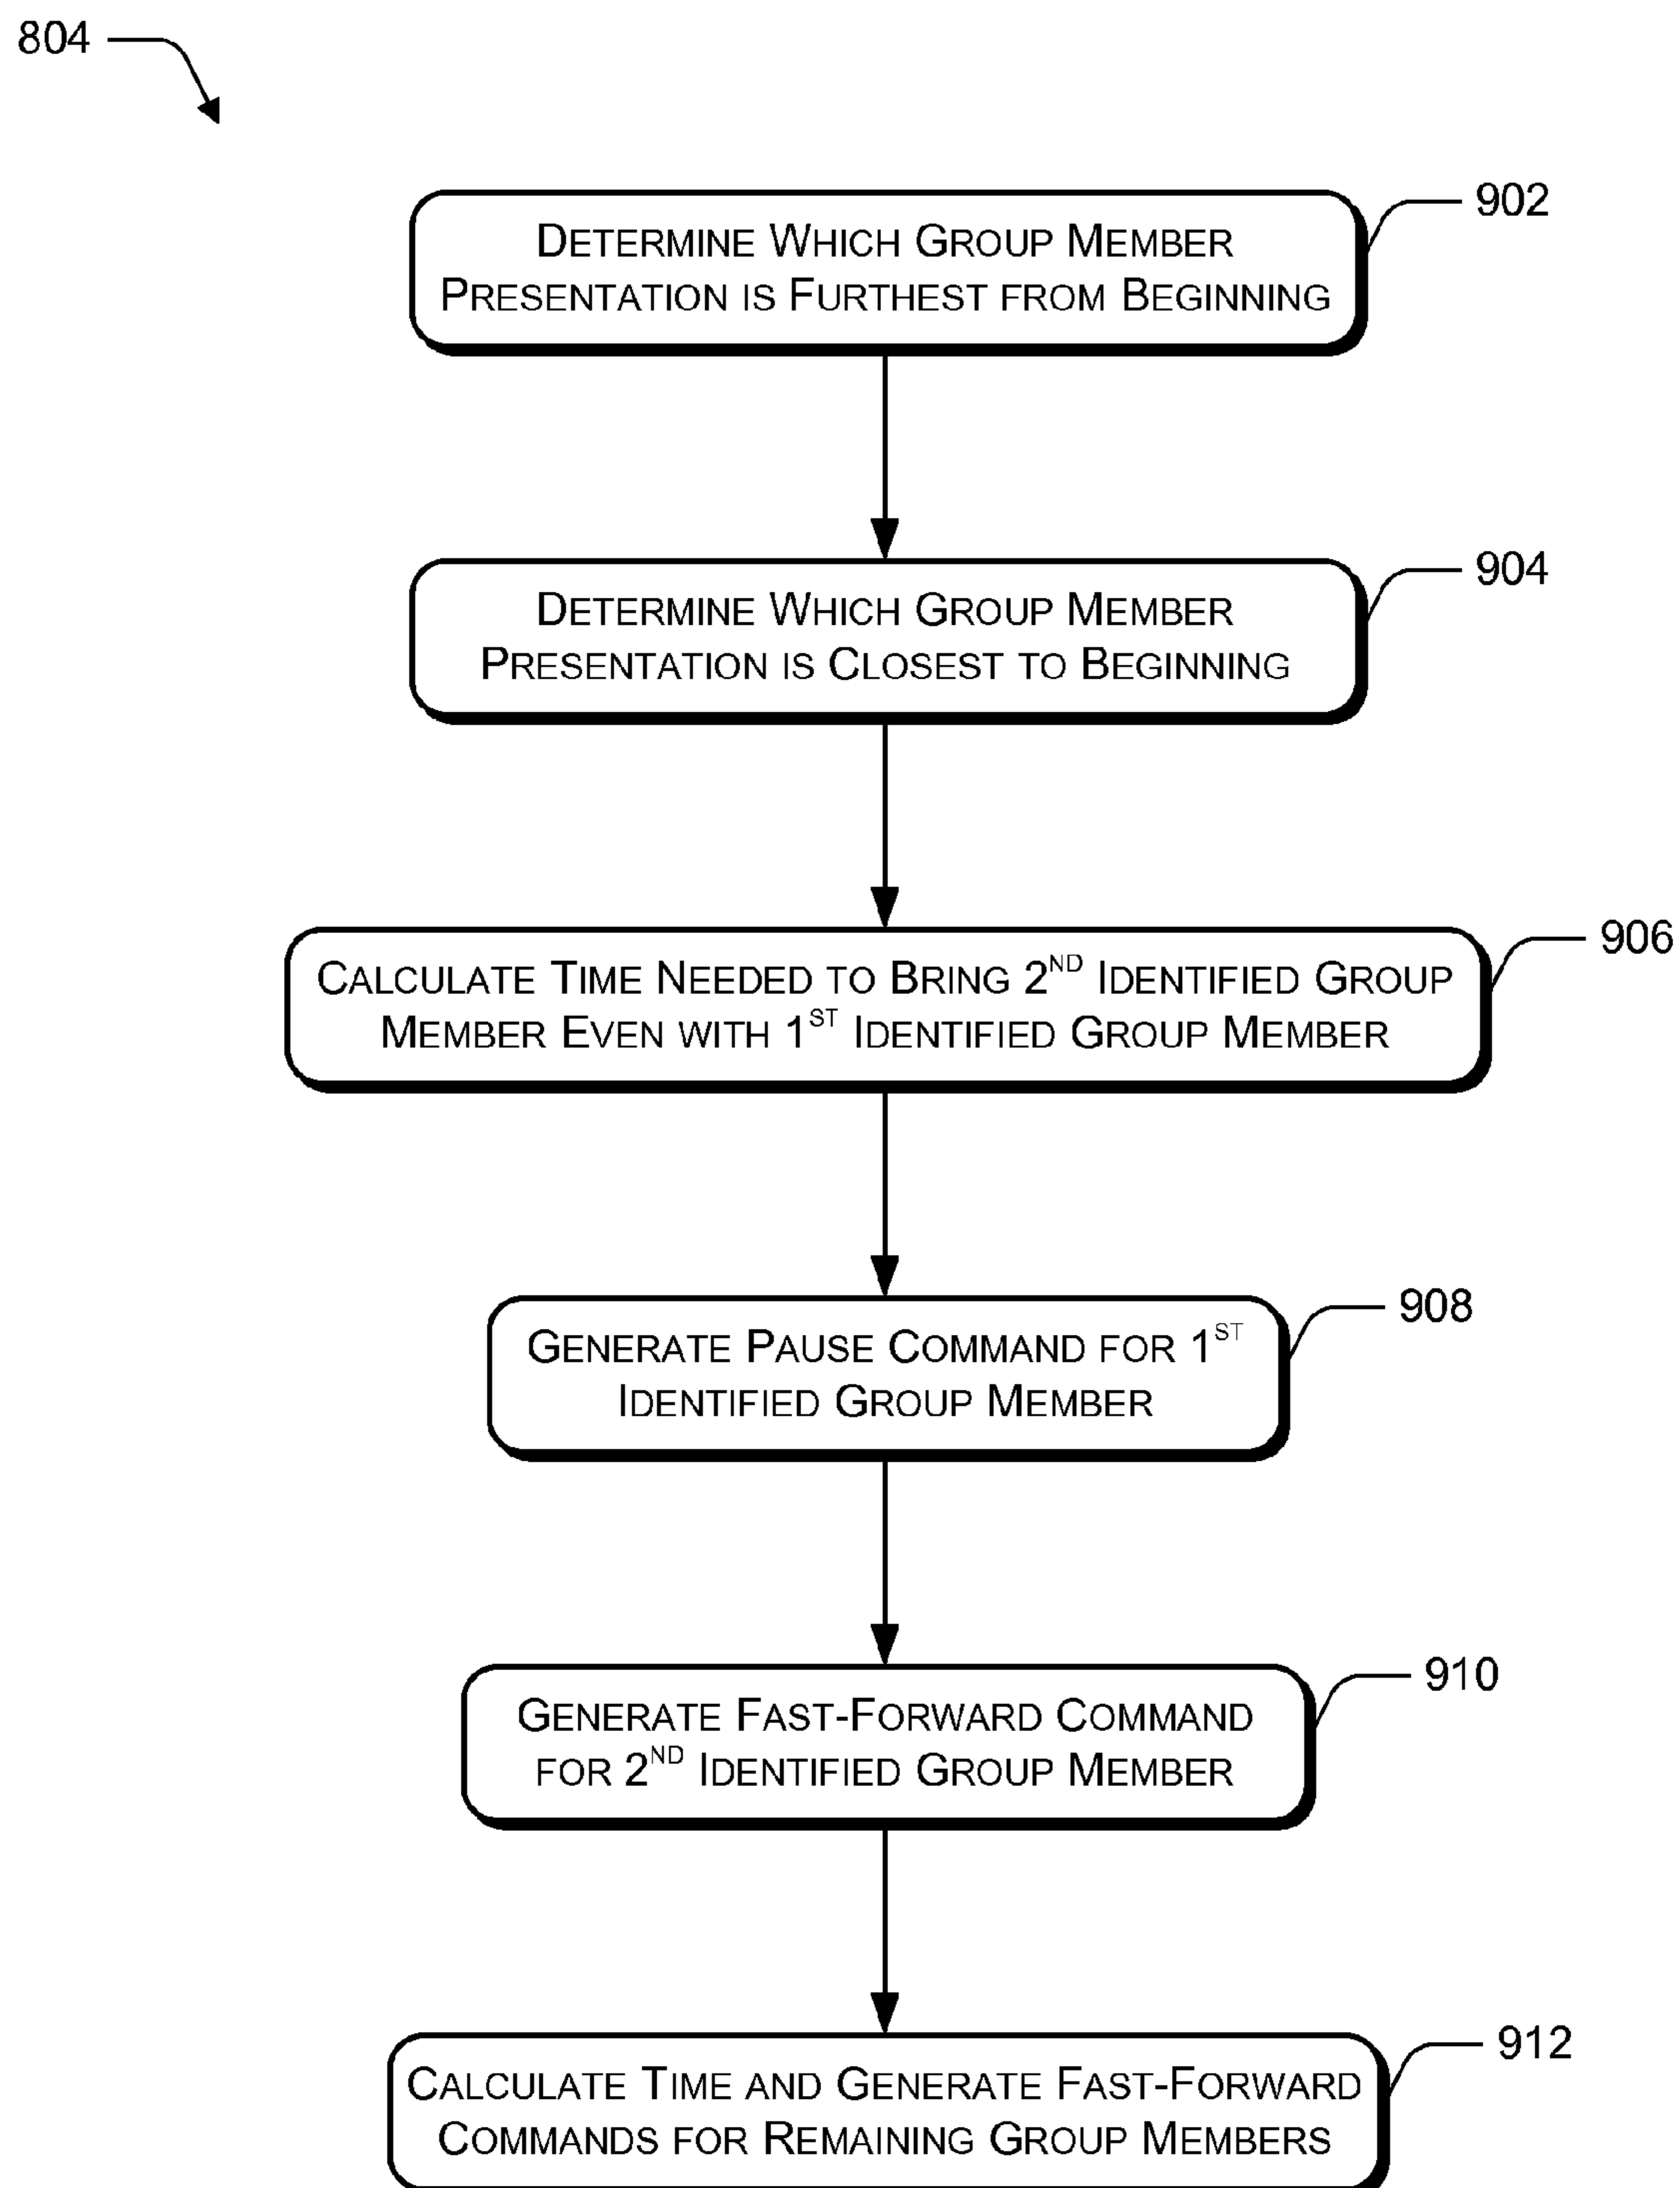 804
902
DETERMINE WHICH GROUP MEMBER
PRESENTATION IS FURTHEST FROM BEGINNING
904
DETERMINE WHICH GROUP MEMBER
PRESENTATION IS CLOSEST TO BEGINNING
906
CALCULATE TIME NEEDED TO BRING 2ND IDENTIFIED GROUP
MEMBER EVEN WITH 1ST IDENTIFIED GROUP MEMBER
908
GENERATE PAUSE COMMAND FOR 1ST
IDENTIFIED GROUP MEMBER
910
GENERATE FAST-FORWARD COMMAND
FOR 2ND IDENTIFIED GROUP MEMBER
912
CALCULATE TIME AND GENERATE FAST-FORWARD
COMMANDS FOR REMAINING GROUP MEMBERS